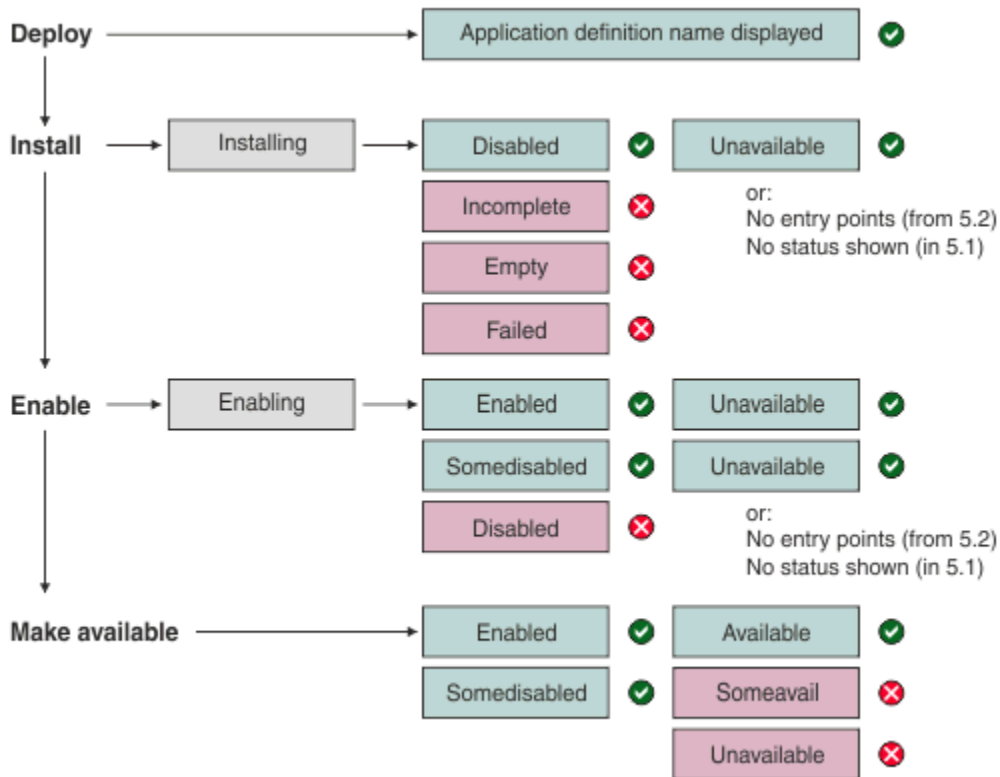 Deploy
Application definition name displayed
Install
Installing
Disabled
Unavailable
Incomplete
or:
No entry points (from 5.2)
No status shown (in 5.1)
Empty
Failed
Enable
Enabling
Enabled
Unavailable
Somedisabled
Unavailable
Disabled
or:
No entry points (from 5.2)
No status shown (in 5.1)
Make available
Enabled
Available
Somedisabled
Someavail
Unavailable